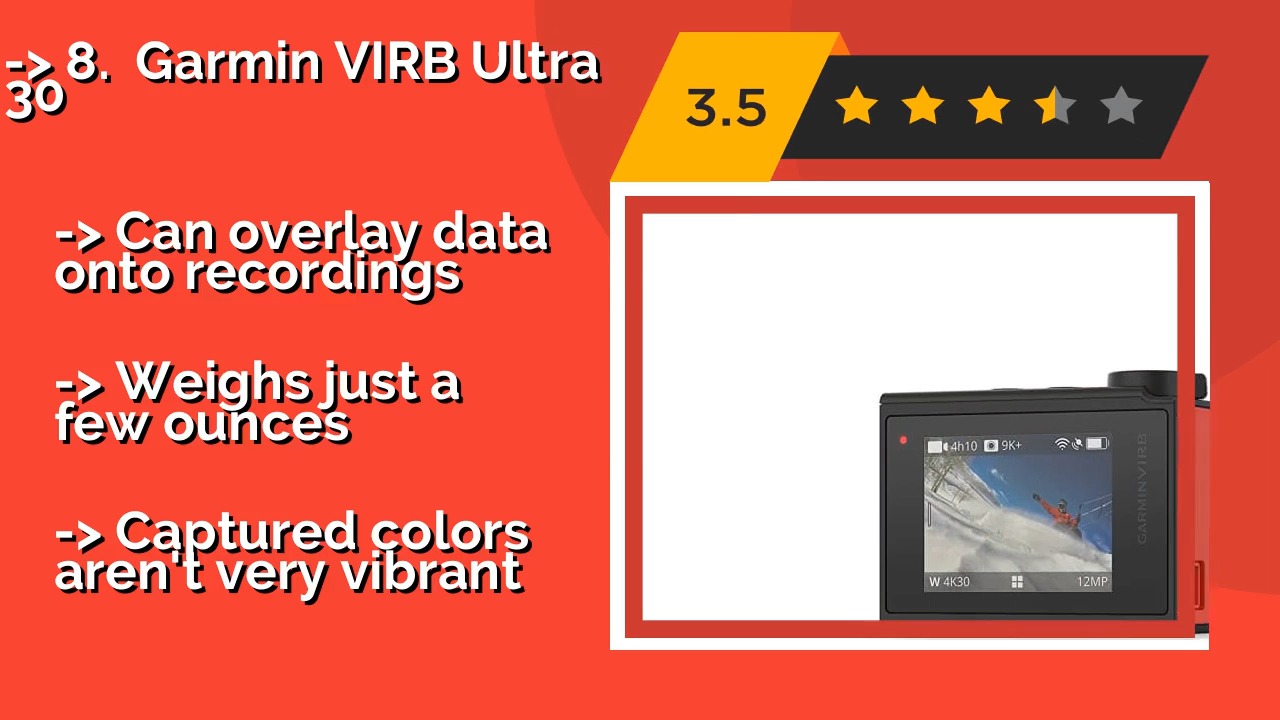 -> 8.  Garmin VIRB Ultra
30
3.5
-> Can overlay data
onto recordings
-> Weighs just a
few ounces
-> Captured colors
aren't very vibrant
4h10 9K+
GARMIN VIRB
W 4K30 12MP